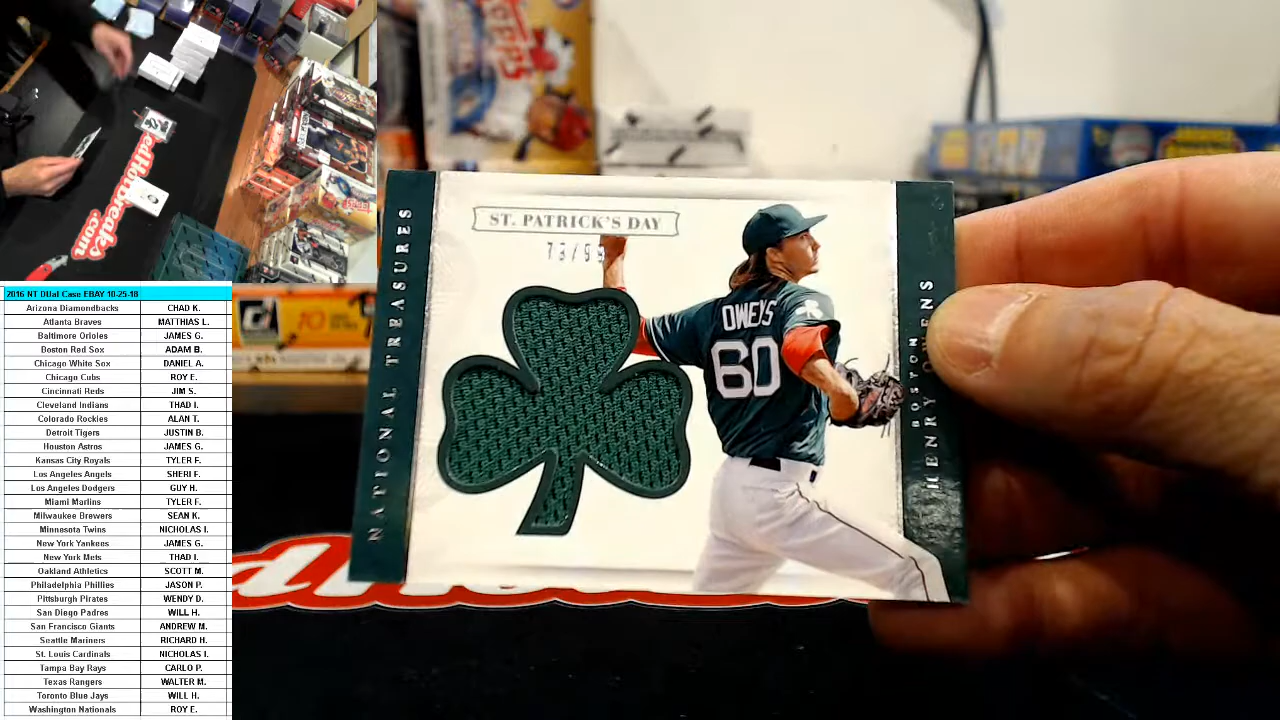 2016 NT DUal Case EBAY 10-25-18
Arizona Diamondbacks CHAD K.
Atlanta Braves MATTHIAS L.
Baltimore Orioles JAMES G.
Boston Red Sox ADAM B.
Chicago White Sox DANIEL A.
Chicago Cubs ROY E.
Cincinnati Reds JIM S.
Cleveland Indians THAD I.
Colorado Rockies ALAN T.
Detroit Tigers JUSTIN B.
Houston Astros JAMES G.
Kansas City Royals TYLER F.
Los Angeles Angels SHERI F.
Los Angeles Dodgers GUY H.
Miami Marlins TYLER F.
Milwaukee Brewers SEAN K.
Minnesota Twins NICHOLAS I.
New York Yankees JAMES G.
New York Mets THAD I.
Oakland Athletics SCOTT M.
Philadelphia Phillies JASON P.
Pittsburgh Pirates WENDY D.
San Diego Padres WILL H.
San Francisco Giants ANDREW M.
Seattle Mariners RICHARD H.
St. Louis Cardinals NICHOLAS I.
Tampa Bay Rays CARLO P.
Texas Rangers WALTER M.
Toronto Blue Jays WILL H.
Washington Nationals ROY E.
edHotbreaks
.com
Topps
NATIONAL TREASURES
ST. PATRICK'S DAY
73/99
60
BOSTON
HENRY